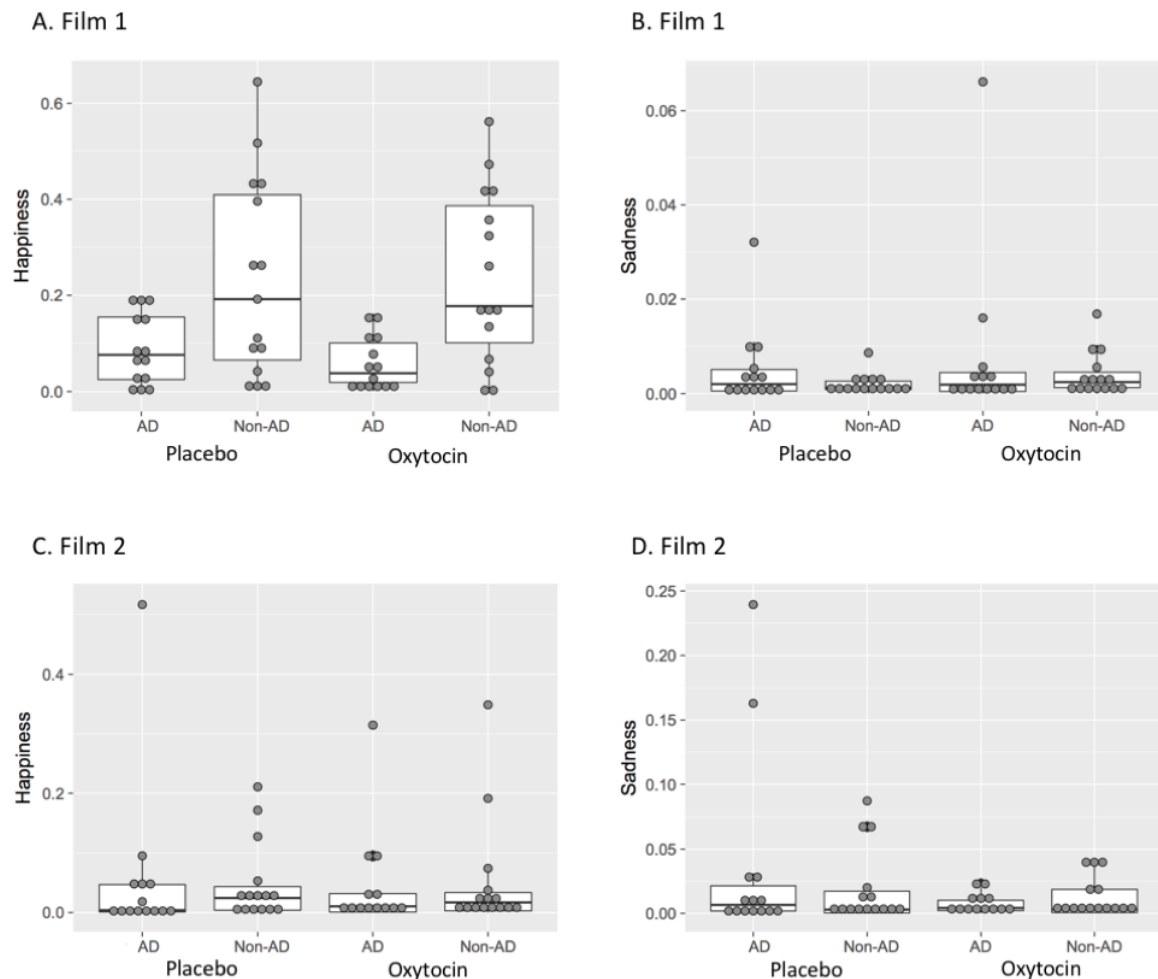 A. Film 1
0.6
0.4
0.2
0.0
Happiness
AD
Non-AD
AD
Non-AD
Placebo
Oxytocin
B. Film 1
0.06
0.04
0.02
0.00
Sadness
AD
Non-AD
AD
Non-AD
Placebo
Oxytocin
C. Film 2
0.4
0.2
0.0
Happiness
AD
Non-AD
AD
Non-AD
Placebo
Oxytocin
D. Film 2
0.25
0.20
0.15
0.10
0.05
0.00
Sadness
AD
Non-AD
AD
Non-AD
Placebo
Oxytocin